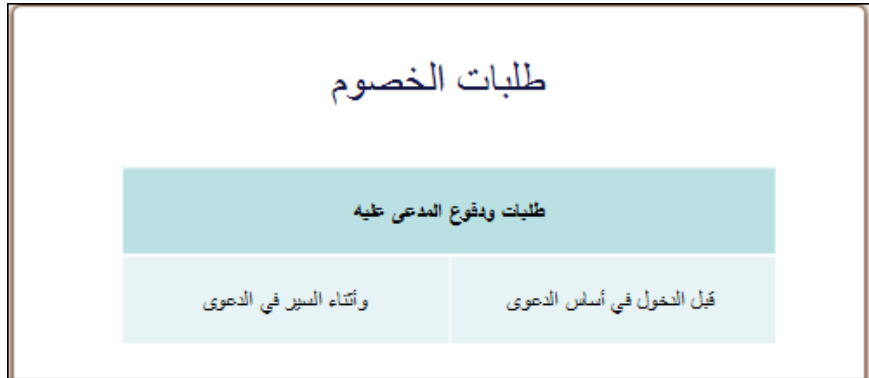 طلبات الخصوم
طلبات ودفوع المدعى عليه
قبل الدخول في أساس الدعوى
وأثناء السير في الدعوى